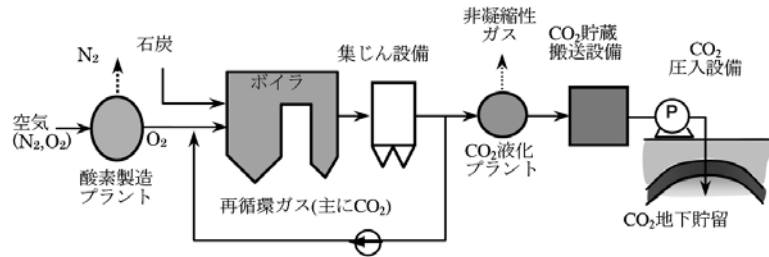 N₂
石炭
ボイラ
集じん設備
非凝縮性
ガス
CO₂貯蔵
搬送設備
CO₂
圧入設備
空気
(N₂,O₂)
O₂
酸素製造
プラント
CO₂液化
プラント
P
再循環ガス(主にCO₂)
CO₂地下貯留